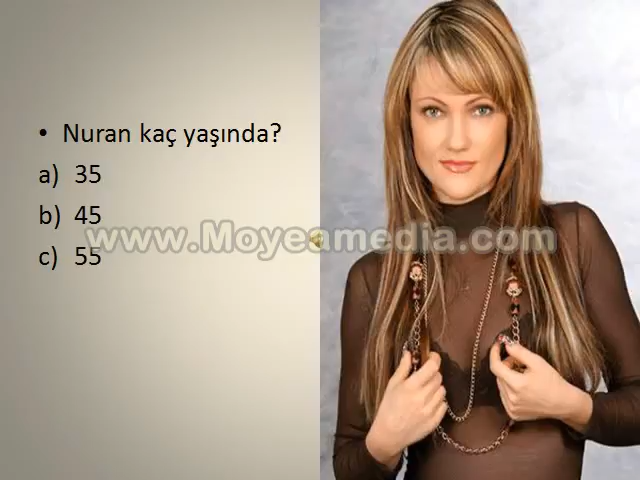 • Nuran kaç yaşında?
a) 35
b) 45
c) 55
www.Moyeamedia.com